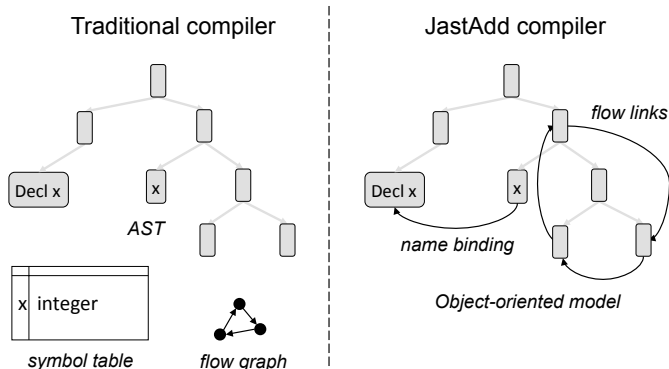 Traditional compiler
Decl x
x
AST
x integer
symbol table
flow graph
JastAdd compiler
flow links
Decl x
x
name binding
Object-oriented model